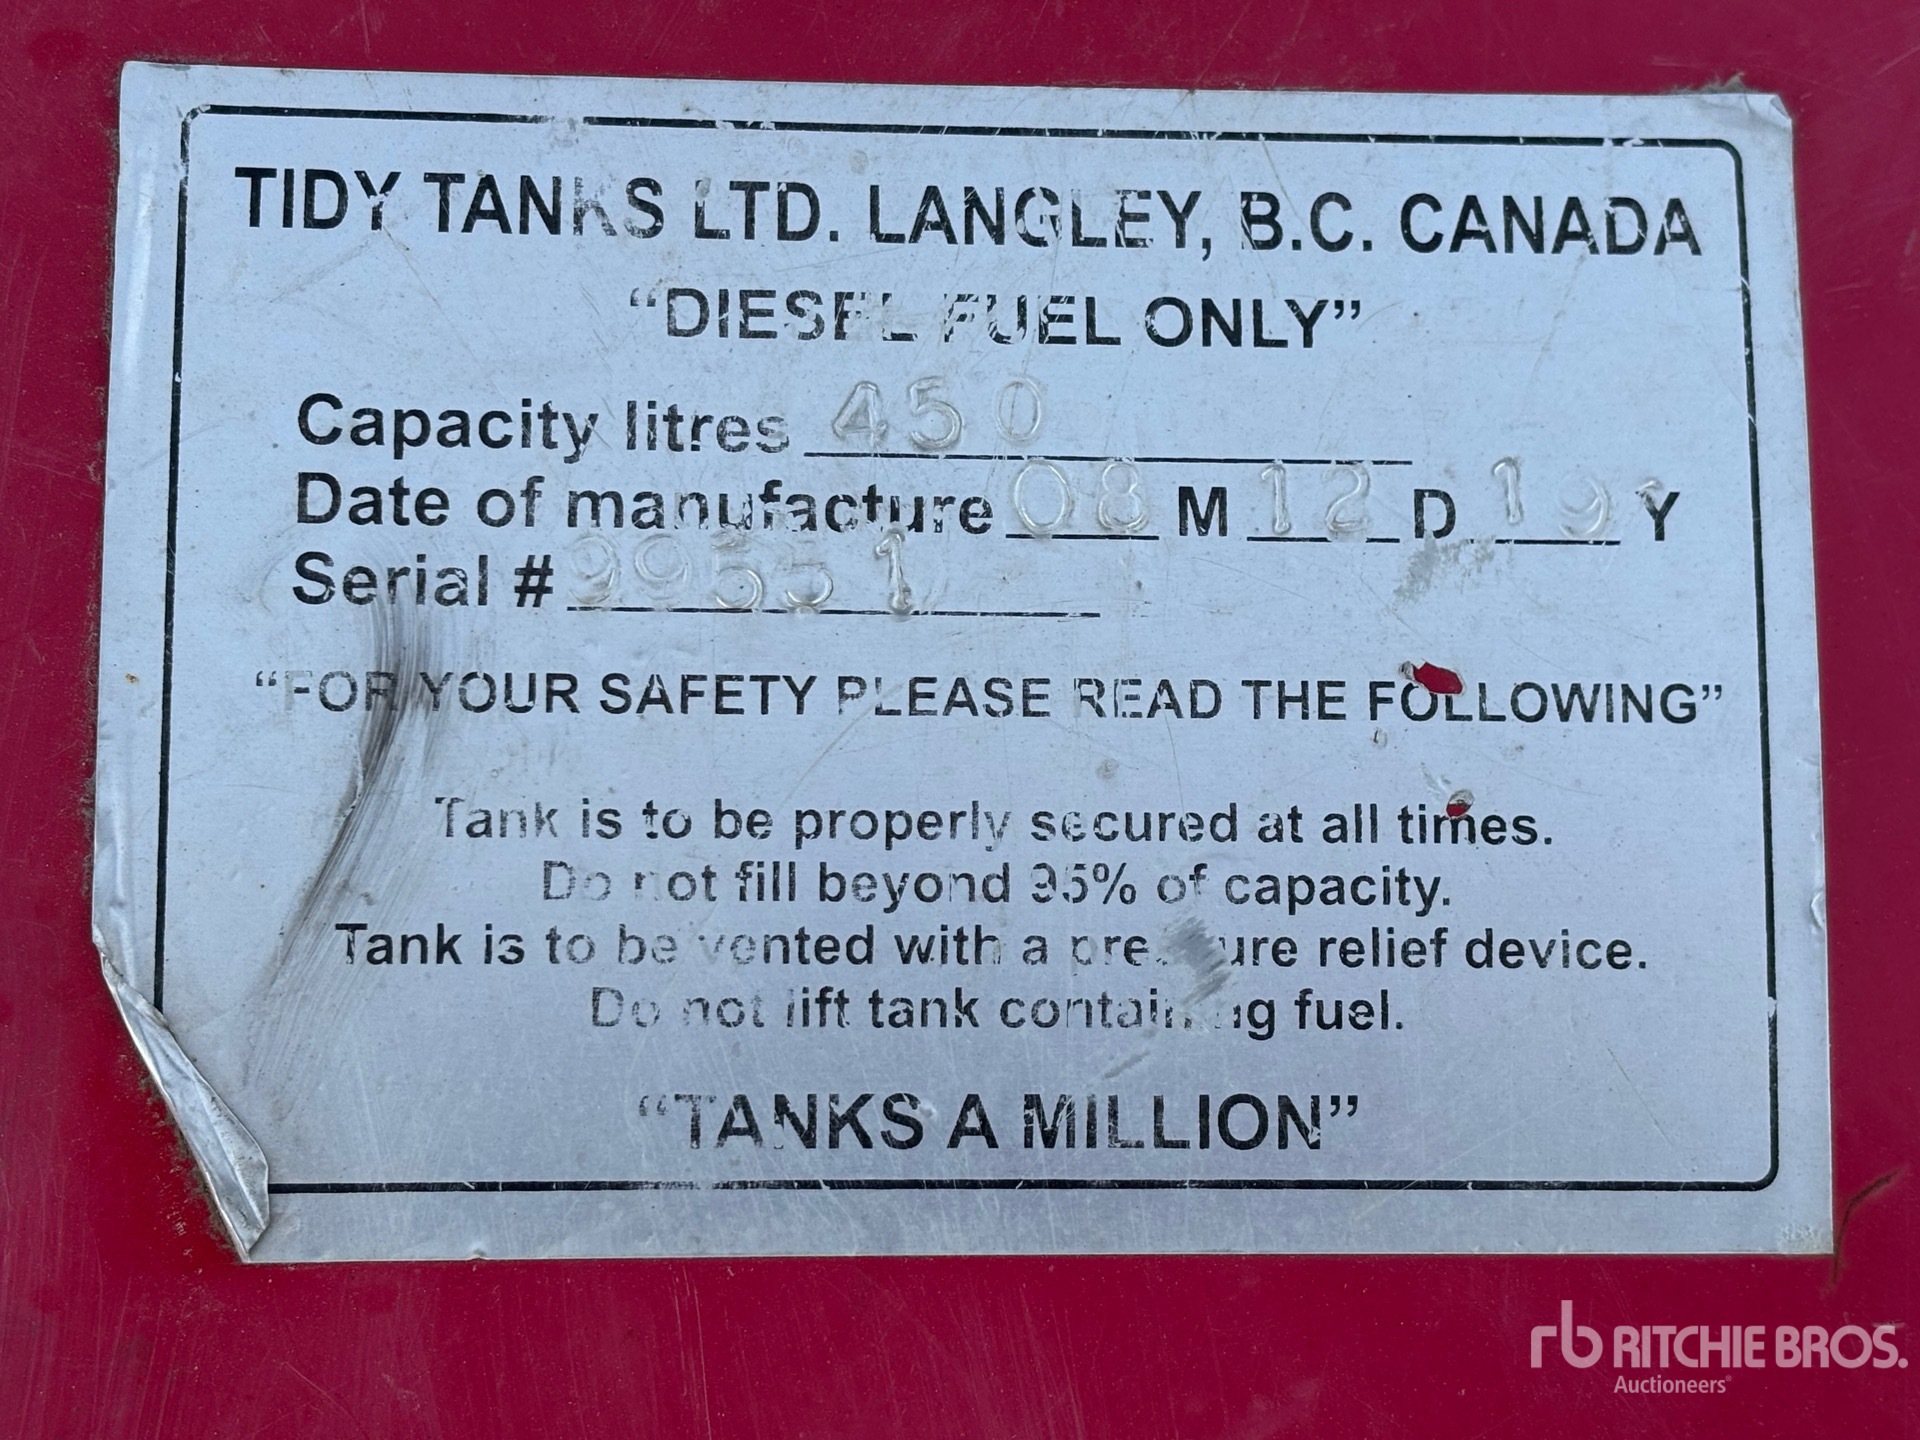 TIDY TANKS LTD. LANGLEY, B.C. CANADA
“DIESEL FUEL ONLY”
Capacity litres 450
Date of manufacture 08 M 12 D 19 Y
Serial # 99551
“FOR YOUR SAFETY PLEASE READ THE FOLLOWING”
Tank is to be properly secured at all times.
Do not fill beyond 95% of capacity.
Tank is to be vented with a pressure relief device.
Do not lift tank containing fuel.
“TANKS A MILLION”
rb RITCHIE BROS.
Auctioneers